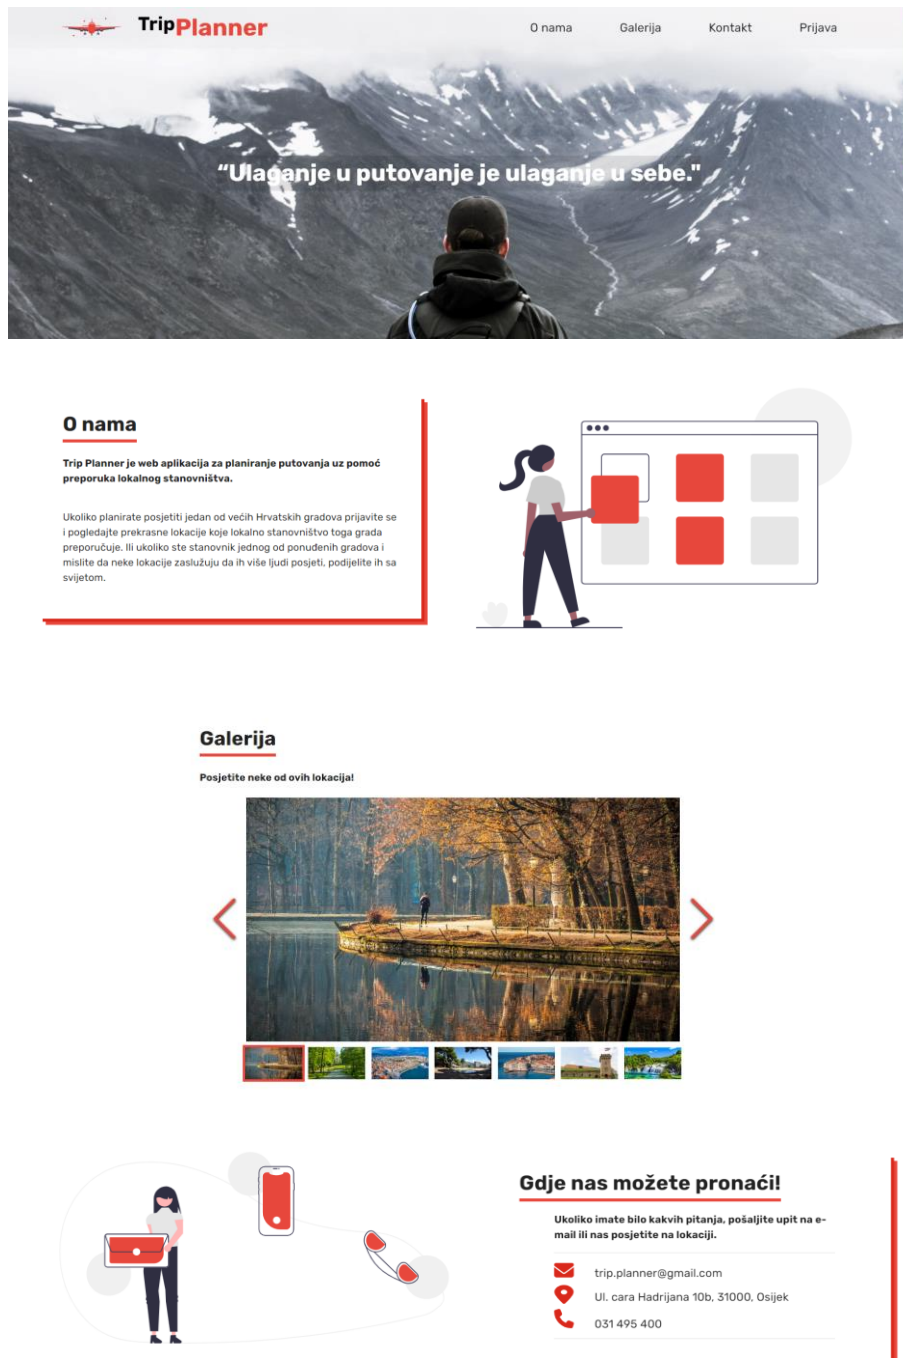 TripPlanner
O nama
Galerija
Kontakt
Prijava
“Ulaganje u putovanje je ulaganje u sebe."
O nama
Trip Planner je web aplikacija za planiranje putovanja uz pomoć
preporuka lokalnog stanovništva.
Ukoliko planirate posjetiti jedan od većih Hrvatskih gradova prijavite se
i pogledajte prekrasne lokacije koje lokalno stanovništvo toga grada
preporučuje. Ili ukoliko ste stanovnik jednog od ponuđenih gradova i
mislite da neke lokacije zaslužuju da ih više ljudi posjeti, podijelite ih sa
svijetom.
Galerija
Posjetite neke od ovih lokacija!
Gdje nas možete pronaći!
Ukoliko imate bilo kakvih pitanja, pošaljite upit na e-
mail ili nas posjetite na lokaciji.
trip.planner@gmail.com
Ul. cara Hadrijana 10b, 31000, Osijek
031 495 400